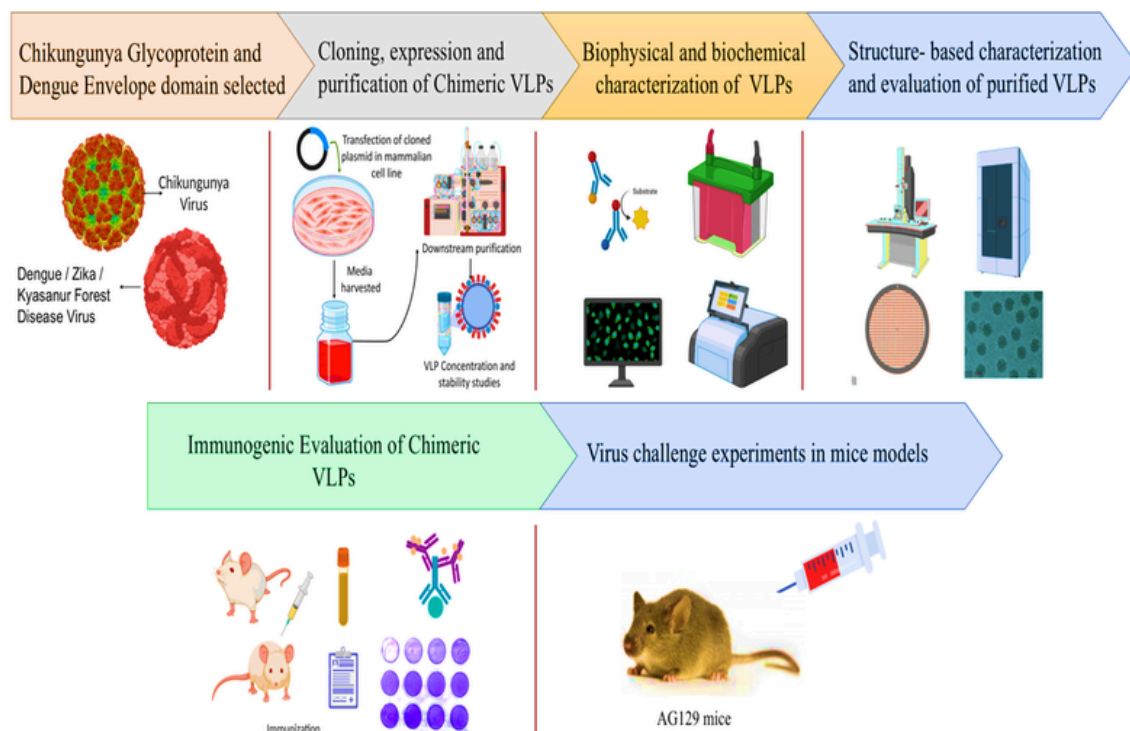 Chikungunya Glycoprotein and
Dengue Envelope domain selected
Cloning, expression and
purification of Chimeric VLPs
Biophysical and biochemical
characterization of VLPs
Structure- based characterization
and evaluation of purified VLPs
Chikungunya
Virus
Dengue / Zika /
Kyasanur Forest
Disease Virus
Transfection of cloned
plasmid in mammalian
cell line
Media
harvested
Downstream purification
VLP Concentration and
stability studies
Substrate
Immunogenic Evaluation of Chimeric
VLPs
Virus challenge experiments in mice models
Immunization
AG129 mice